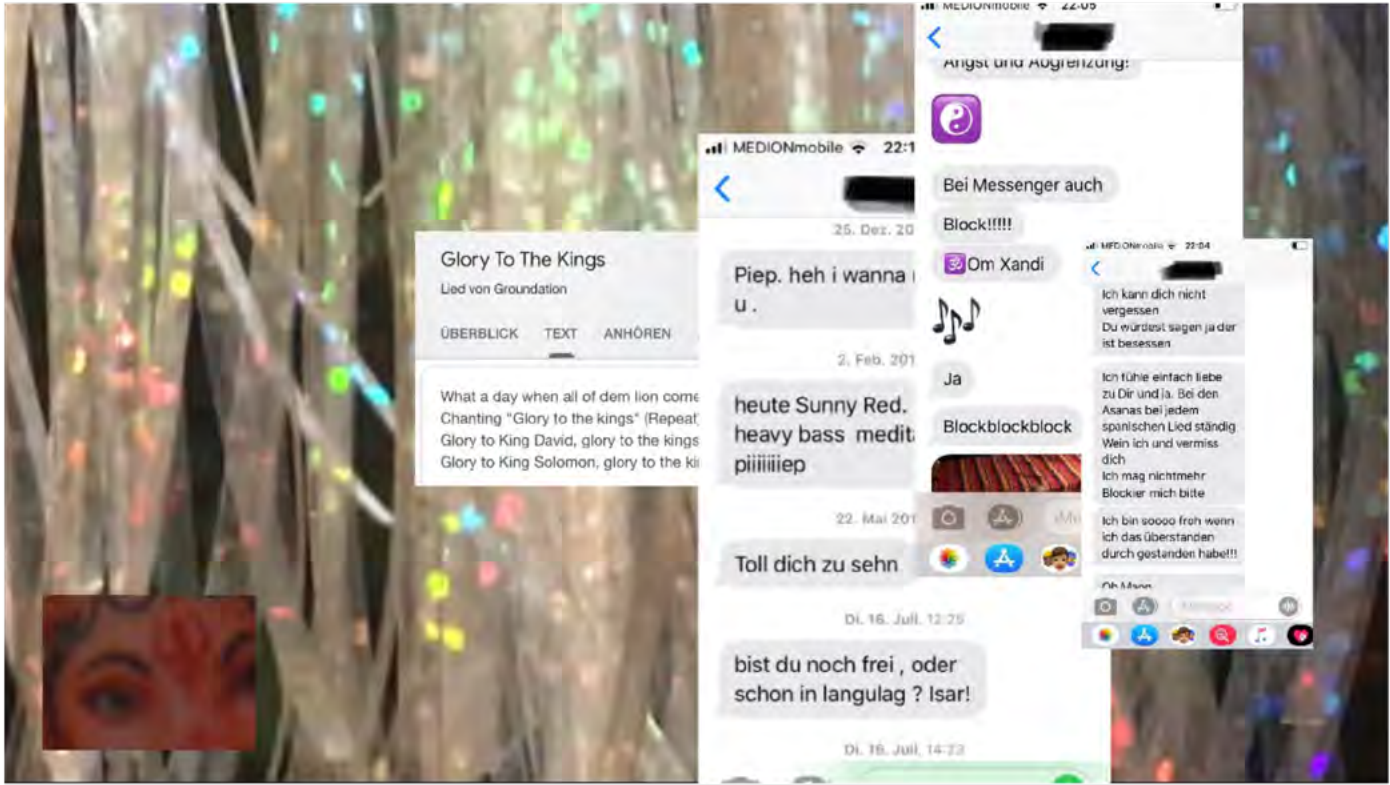 Glory To The Kings
Lied von Groundation
ÜBERBLICK TEXT ANHÖREN
What a day when all of dem lion come
Chanting "Glory to the kings" (Repeat)
Glory to King David, glory to the kings
Glory to King Solomon, glory to the
MEDIONmobile 22:1
25. Dez. 20
Piep. heh i wanna
u .
2. Feb. 201
heute Sunny Red.
heavy bass medit
piiiiiiiep
22. Mai 201
Toll dich zu sehn
Di. 16. Juli, 12:25
bist du noch frei , oder
schon in langulag ? Isar!
Di. 16. Juli, 14:23
MEDIONmobile 22:05
Angst und Abgrenzung!
Bei Messenger auch
Block!!!!!
🕉Om Xandi
Ja
Blockblockblock
MEDIONmobile 22:04
Ich kann dich nicht
vergessen
Du würdest sagen ja der
ist besessen
Ich fühle einfach liebe
zu Dir und ja. Bei den
Asanas bei jedem
spanischen Lied ständig
Wein ich und vermiss
dich
Ich mag nichtmehr
Blockier mich bitte
Ich bin soooo froh wenn
ich das überstanden
durch gestanden habe!!!
Oh Mann